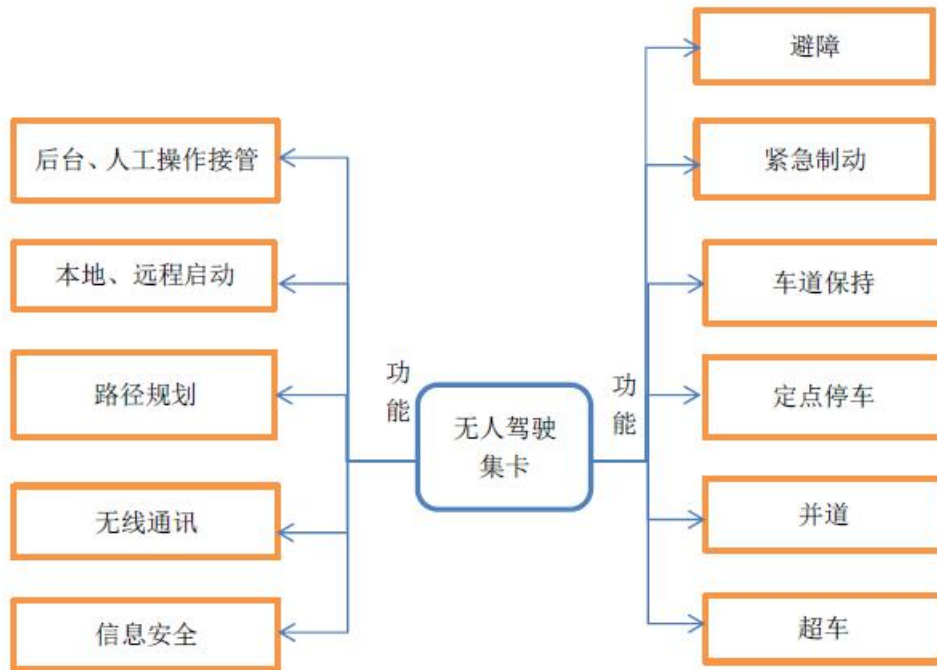 后台、人工操作接管
本地、远程启动
路径规划
无线通讯
信息安全
功
能
无人驾驶
集卡
功
能
避障
紧急制动
车道保持
定点停车
并道
超车